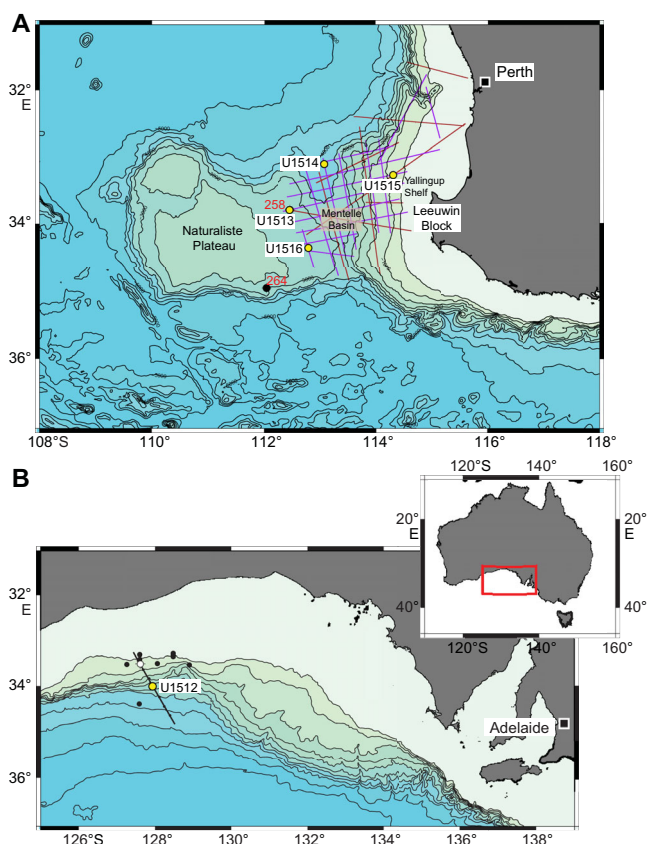 A
32°
E
34°
36°
108°S
110°
112°
114°
116°
118°
Perth
U1514
U1515
Yallingup
Shelf
258
U1513
Mentelle
Basin
Leeuwin
Block
Naturaliste
Plateau
U1516
264
B
120°S
140°
160°
20°
E
40°
20°
E
40°
120°S
140°
160°
32°
E
34°
36°
U1512
Adelaide
126°S
128°
130°
132°
134°
136°
138°